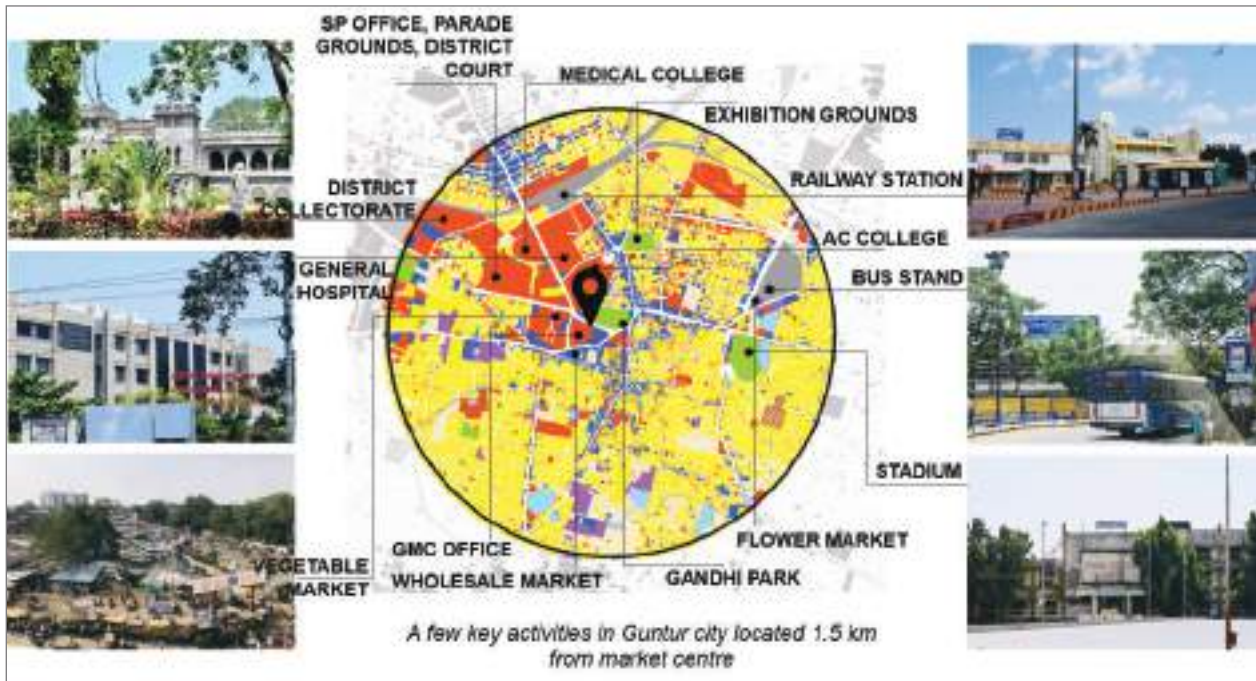 SP OFFICE, PARADE
GROUNDS, DISTRICT
COURT
MEDICAL COLLEGE
EXHIBITION GROUNDS
RAILWAY STATION
DISTRICT
COLLECTORATE
AC COLLEGE
GENERAL
HOSPITAL
BUS STAND
STADIUM
FLOWER MARKET
GMC OFFICE
VEGETABLE
MARKET
WHOLESALE MARKET
GANDHI PARK
A few key activities in Guntur city located 1.5 km
from market centre